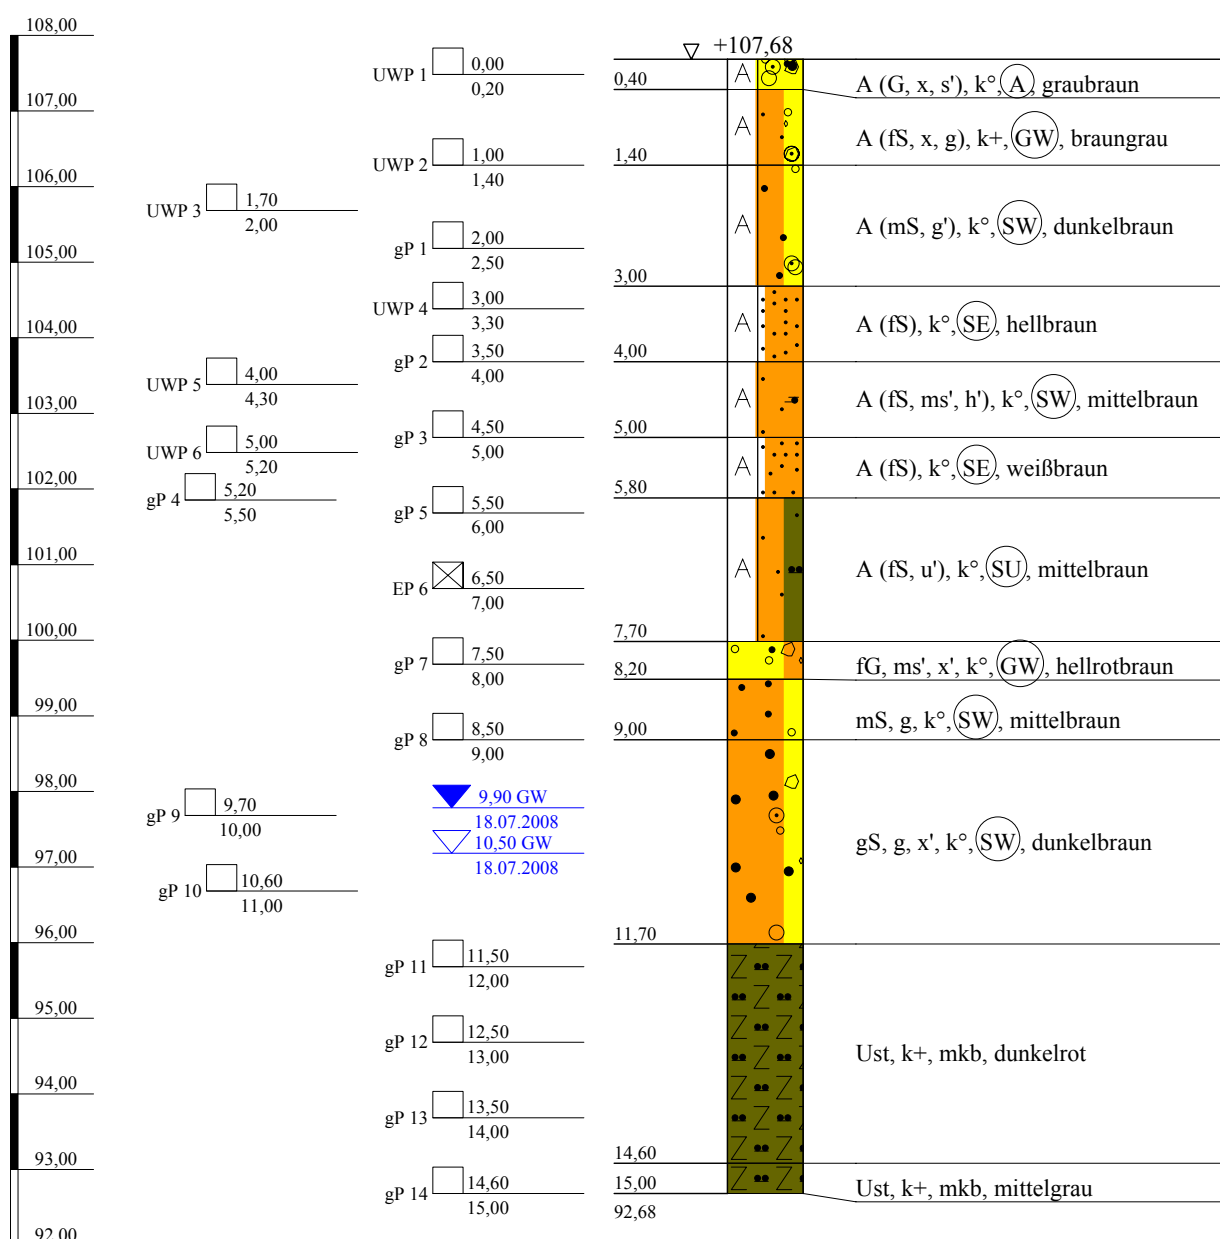 108,00
107,00
106,00
105,00
104,00
103,00
102,00
101,00
100,00
99,00
98,00
97,00
96,00
95,00
94,00
93,00
92,00
UWP 3 1,70
2,00
UWP 5 4,00
4,30
UWP 6 5,00
5,20
gP 4 5,20
5,50
gP 9 9,70
10,00
gP 10 10,60
11,00
UWP 1 0,00
0,20
UWP 2 1,00
1,40
gP 1 2,00
2,50
UWP 4 3,00
3,30
gP 2 3,50
4,00
gP 3 4,50
5,00
gP 5 5,50
6,00
EP 6 6,50
7,00
gP 7 7,50
8,00
gP 8 8,50
9,00
9,90 GW
18.07.2008
10,50 GW
18.07.2008
gP 11 11,50
12,00
gP 12 12,50
13,00
gP 13 13,50
14,00
gP 14 14,60
15,00
+107,68
0,40 A A (G, x, s'), k°, A, graubraun
1,40 A A (fS, x, g), k+, GW, braungrau
3,00 A A (mS, g'), k°, SW, dunkelbraun
4,00 A A (fS), k°, SE, hellbraun
5,00 A A (fS, ms', h'), k°, SW, mittelbraun
5,80 A A (fS), k°, SE, weißbraun
7,70 A A (fS, u'), k°, SU, mittelbraun
8,20 fG, ms', x', k°, GW, hellrotbraun
9,00 mS, g, k°, SW, mittelbraun
11,70 gS, g, x', k°, SW, dunkelbraun
14,60 Ust, k+, mkb, dunkelrot
15,00 Ust, k+, mkb, mittelgrau
92,68